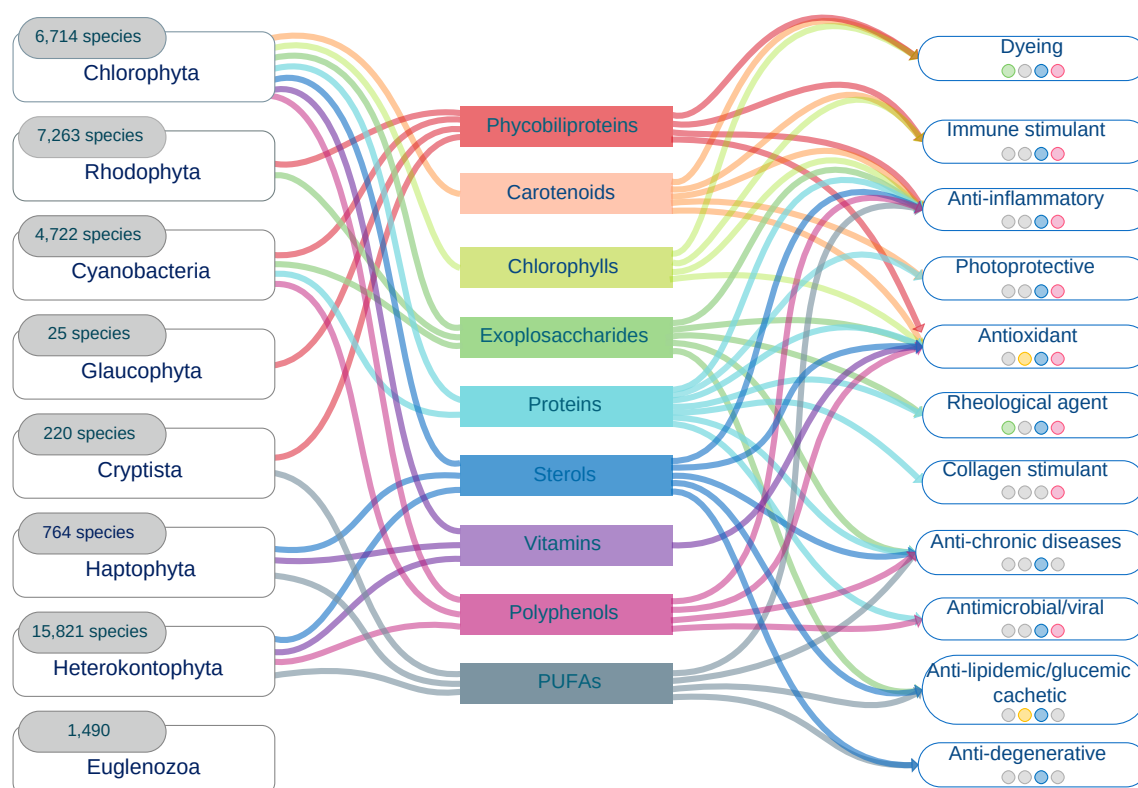 6,714 species
Chlorophyta
7,263 species
Rhodophyta
4,722 species
Cyanobacteria
25 species
Glaucophyta
220 species
Cryptista
764 species
Haptophyta
15,821 species
Heterokontophyta
1,490
Euglenozoa
Phycobiliproteins
Carotenoids
Chlorophylls
Exoplosaccharides
Proteins
Sterols
Vitamins
Polyphenols
PUFAs
Dyeing
Immune stimulant
Anti-inflammatory
Photoprotective
Antioxidant
Rheological agent
Collagen stimulant
Anti-chronic diseases
Antimicrobial/viral
Anti-lipidemic/glucemic
cachetic
Anti-degenerative